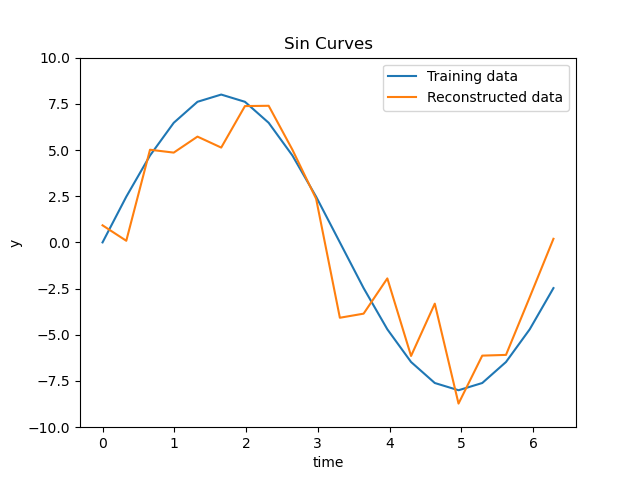 Sin Curves
Training data
Reconstructed data
10.0
7.5
5.0
2.5
0.0
−2.5
−5.0
−7.5
−10.0
y
0 1 2 3 4 5 6
time